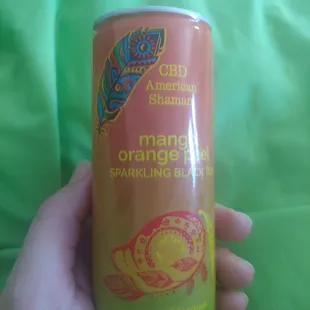 CBD
American
Shaman
mango
orange peel
SPARKLING BLACK TEA